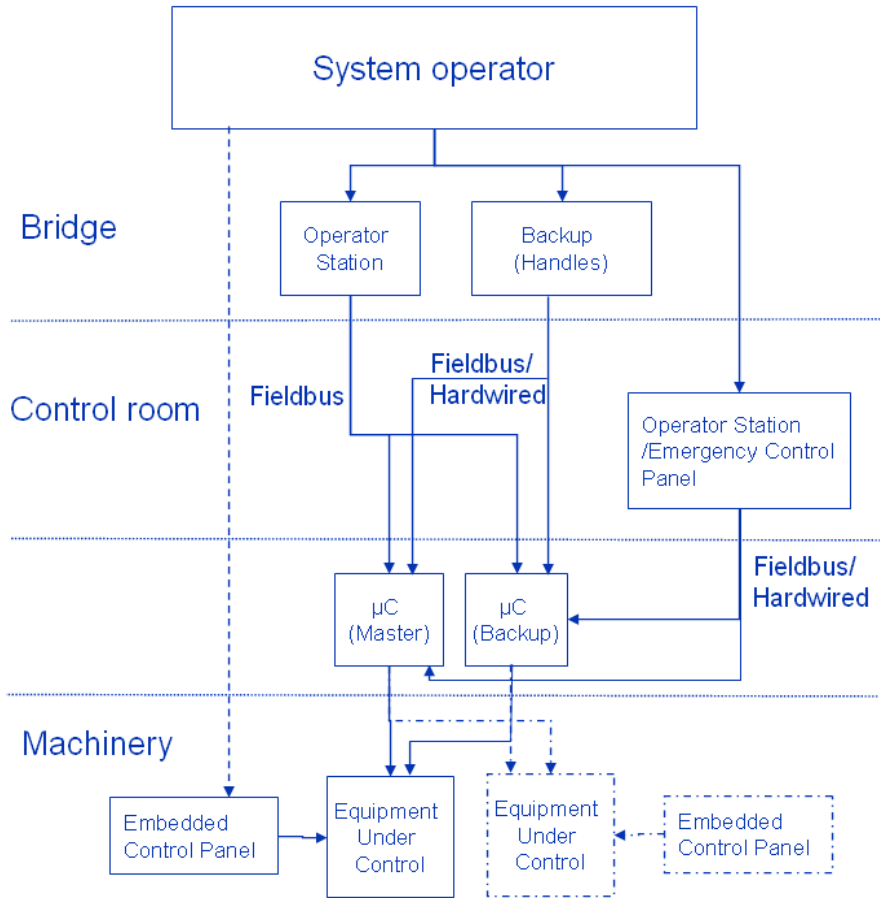 System operator
Bridge
Operator
Station
Backup
(Handles)
Fieldbus/
Hardwired
Fieldbus
Control room
Operator Station
/Emergency Control
Panel
Fieldbus/
Hardwired
µC
(Master)
µC
(Backup)
Machinery
Embedded
Control Panel
Equipment
Under
Control
Equipment
Under
Control
Embedded
Control Panel